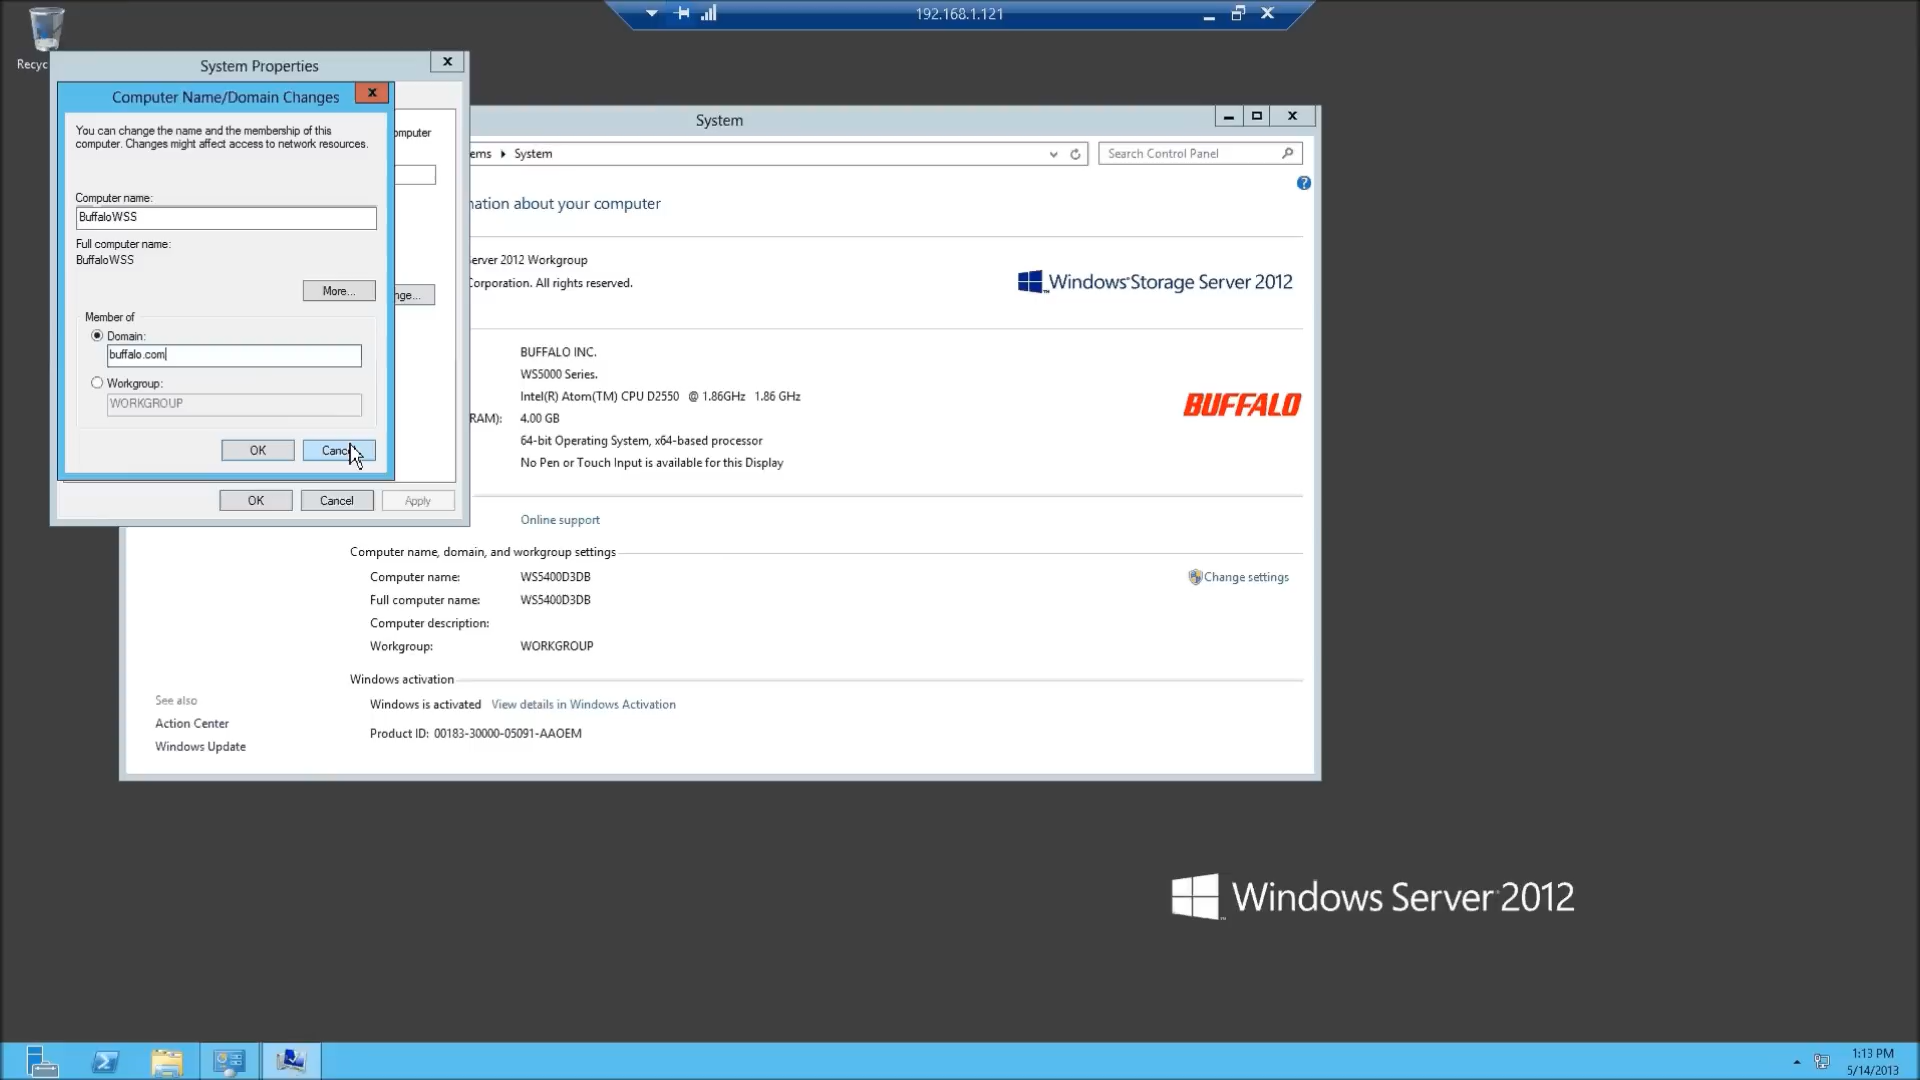 192.168.1.121
Recyc
System Properties
Computer Name/Domain Changes
You can change the name and the membership of this
computer. Changes might affect access to network resources.
Computer name:
BuffaloWSS
Full computer name:
BuffaloWSS
More...
Member of
Domain:
buffalo.com
Workgroup:
WORKGROUP
OK
Cancel
omputer
nge...
OK
Cancel
Apply
System
ems
System
Search Control Panel
?
mation about your computer
erver 2012 Workgroup
Corporation. All rights reserved.
Windows Storage Server 2012
BUFFALO INC.
WS5000 Series.
Intel(R) Atom(TM) CPU D2550 @ 1.86GHz 1.86 GHz
RAM): 4.00 GB
64-bit Operating System, x64-based processor
No Pen or Touch Input is available for this Display
BUFFALO
Online support
Computer name, domain, and workgroup settings
Computer name: WS5400D3DB
Change settings
Full computer name: WS5400D3DB
Computer description:
Workgroup: WORKGROUP
Windows activation
Windows is activated View details in Windows Activation
Product ID: 00183-30000-05091-AAOEM
See also
Action Center
Windows Update
Windows Server 2012
1:13 PM
5/14/2013